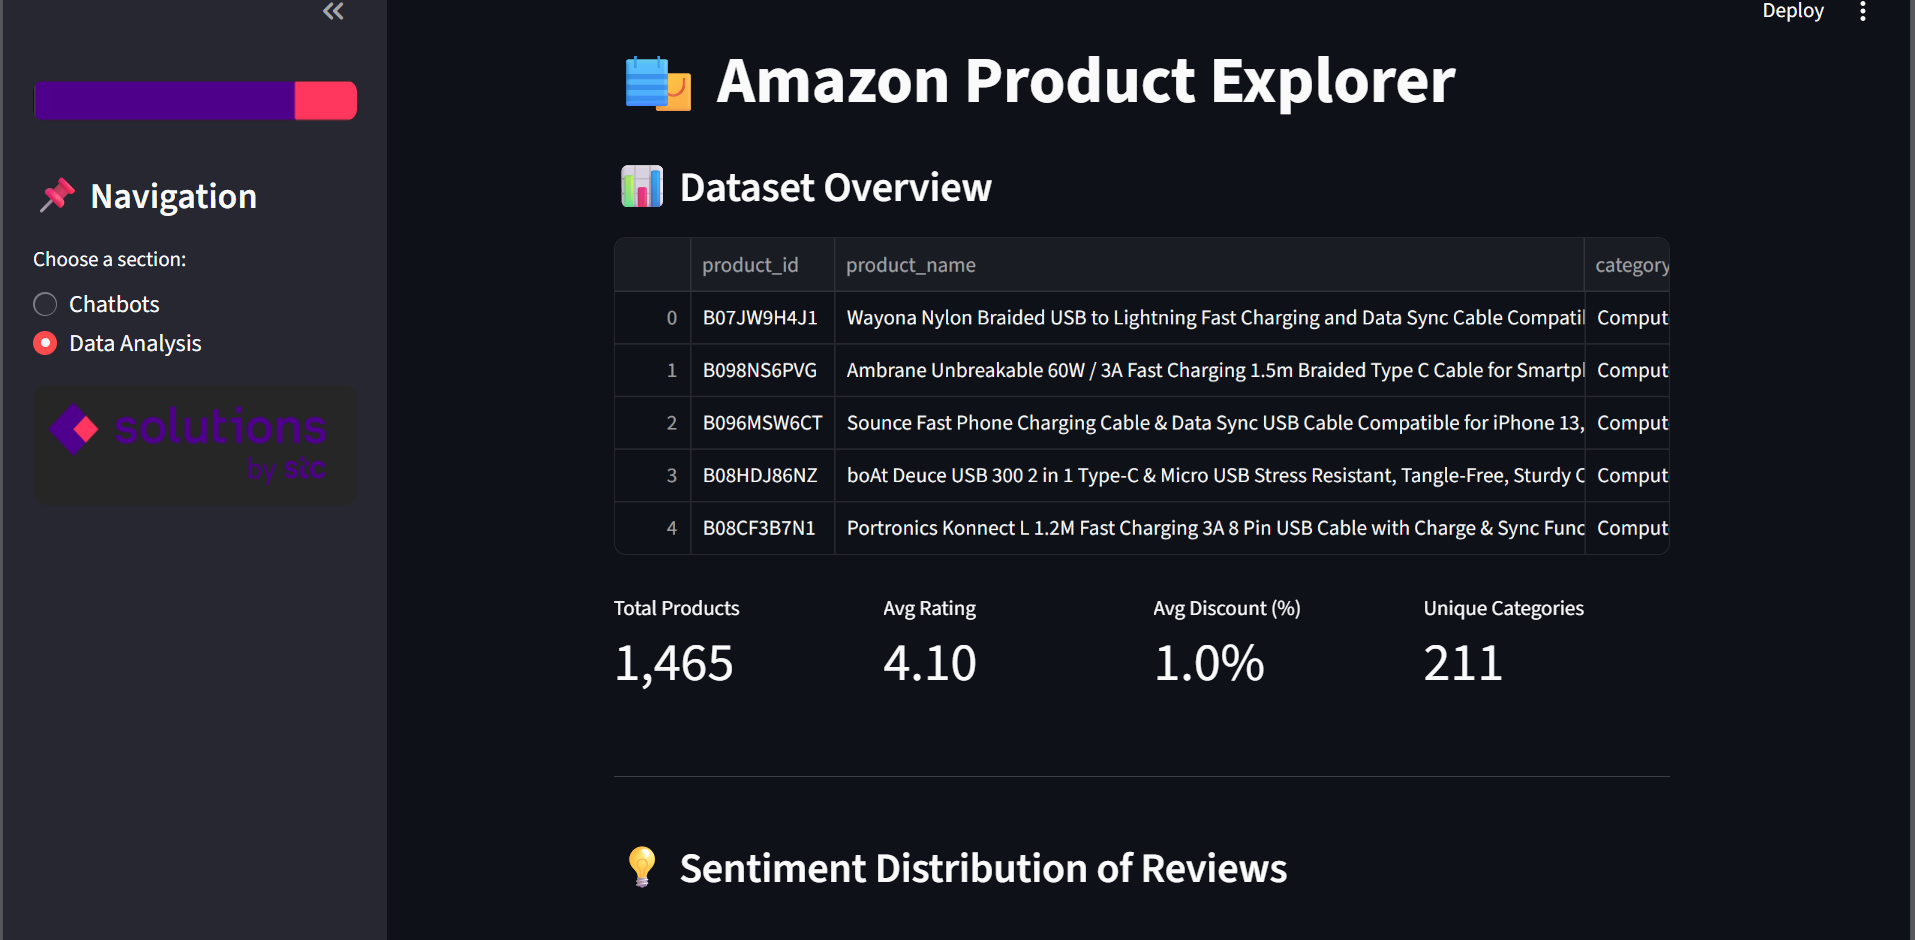 Deploy
Navigation
Choose a section:
Chatbots
Data Analysis
solutions
by stc
Amazon Product Explorer
Dataset Overview
product_id product_name category
0 B07JW9H4J1 Wayona Nylon Braided USB to Lightning Fast Charging and Data Sync Cable Compatil Comput
1 B098NS6PVG Ambrane Unbreakable 60W / 3A Fast Charging 1.5m Braided Type C Cable for Smartpl Comput
2 B096MSW6CT Sounce Fast Phone Charging Cable & Data Sync USB Cable Compatible for iPhone 13, Comput
3 B08HDJ86NZ boAt Deuce USB 300 2 in 1 Type-C & Micro USB Stress Resistant, Tangle-Free, Sturdy C Comput
4 B08CF3B7N1 Portronics Konnect L 1.2M Fast Charging 3A 8 Pin USB Cable with Charge & Sync Func Comput
Total Products Avg Rating Avg Discount (%) Unique Categories
1,465 4.10 1.0% 211
Sentiment Distribution of Reviews